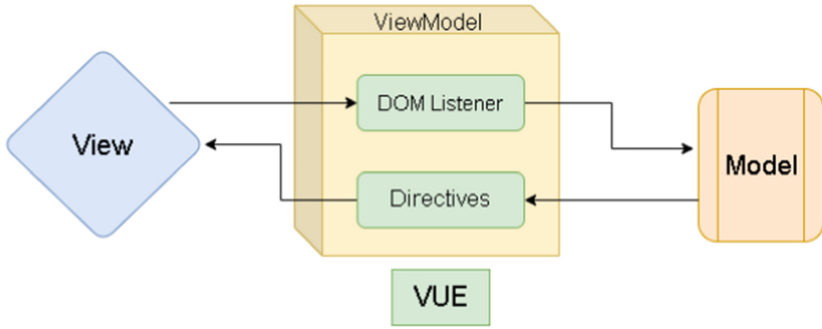 ViewModel
DOM Listener
View
Model
Directives
VUE